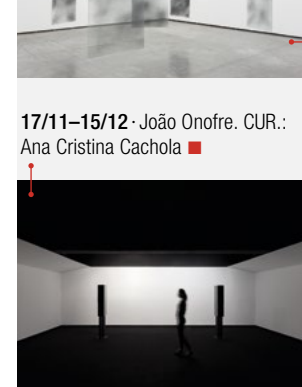 17/11–15/12 · João Onofre. CUR.:
Ana Cristina Cachola ■